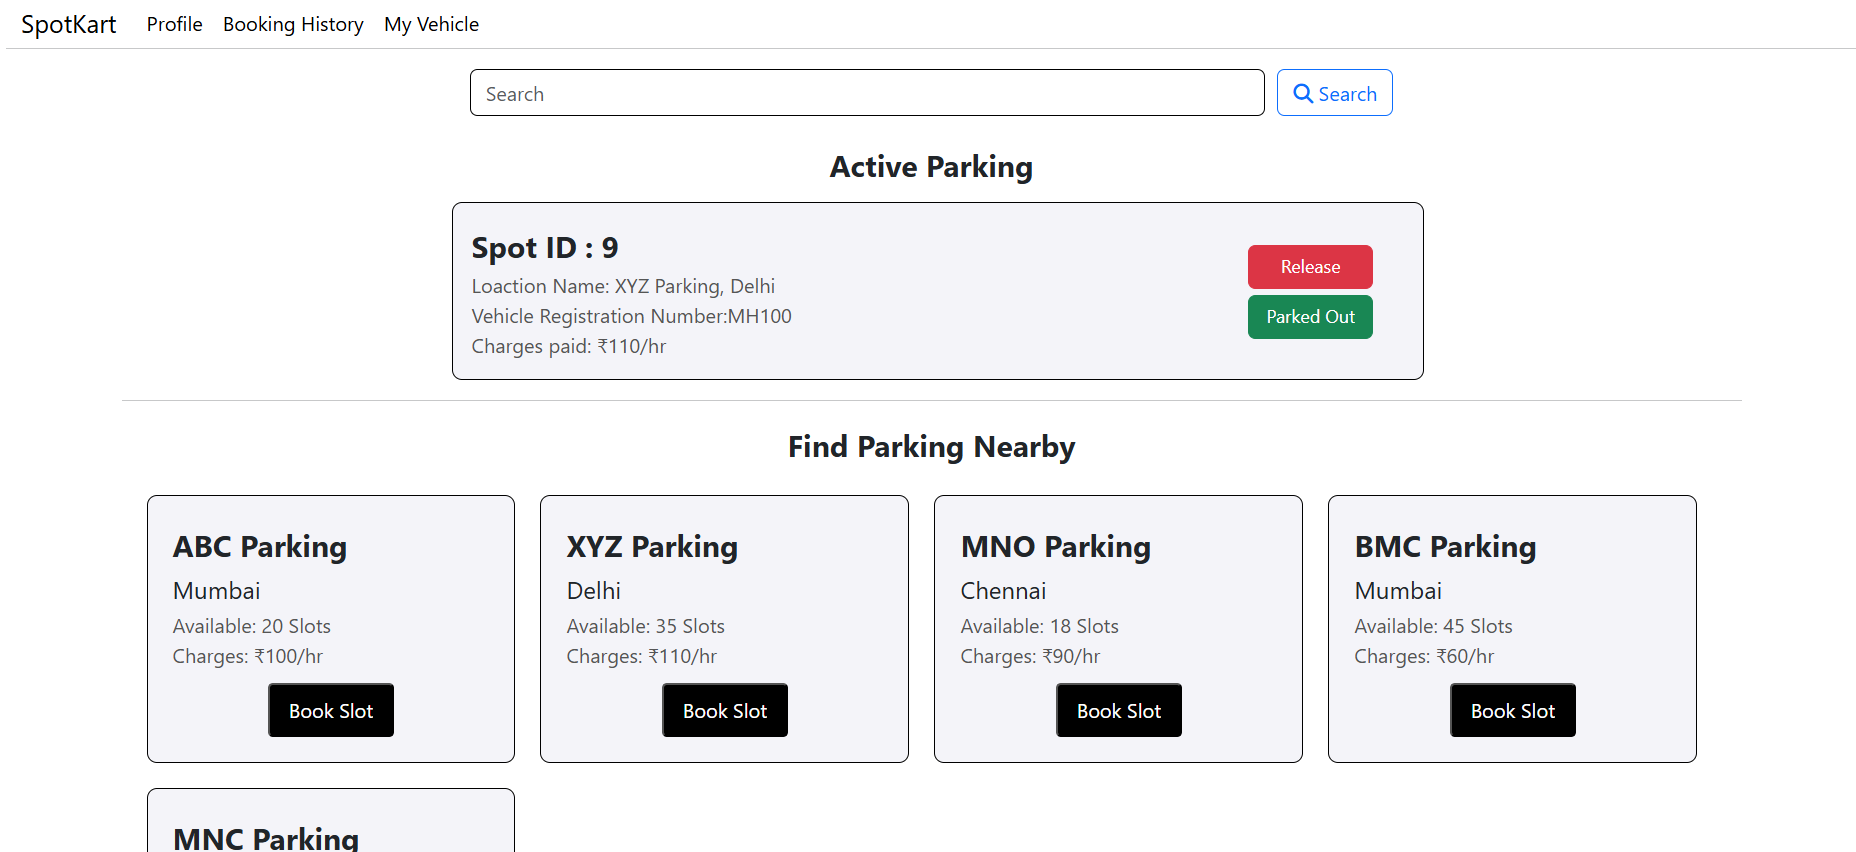 SpotKart Profile Booking History My Vehicle
Search Search
Active Parking
Spot ID : 9
Loaction Name: XYZ Parking, Delhi
Vehicle Registration Number:MH100
Charges paid: ₹110/hr
Release
Parked Out
Find Parking Nearby
ABC Parking
Mumbai
Available: 20 Slots
Charges: ₹100/hr
Book Slot
XYZ Parking
Delhi
Available: 35 Slots
Charges: ₹110/hr
Book Slot
MNO Parking
Chennai
Available: 18 Slots
Charges: ₹90/hr
Book Slot
BMC Parking
Mumbai
Available: 45 Slots
Charges: ₹60/hr
Book Slot
MNC Parking